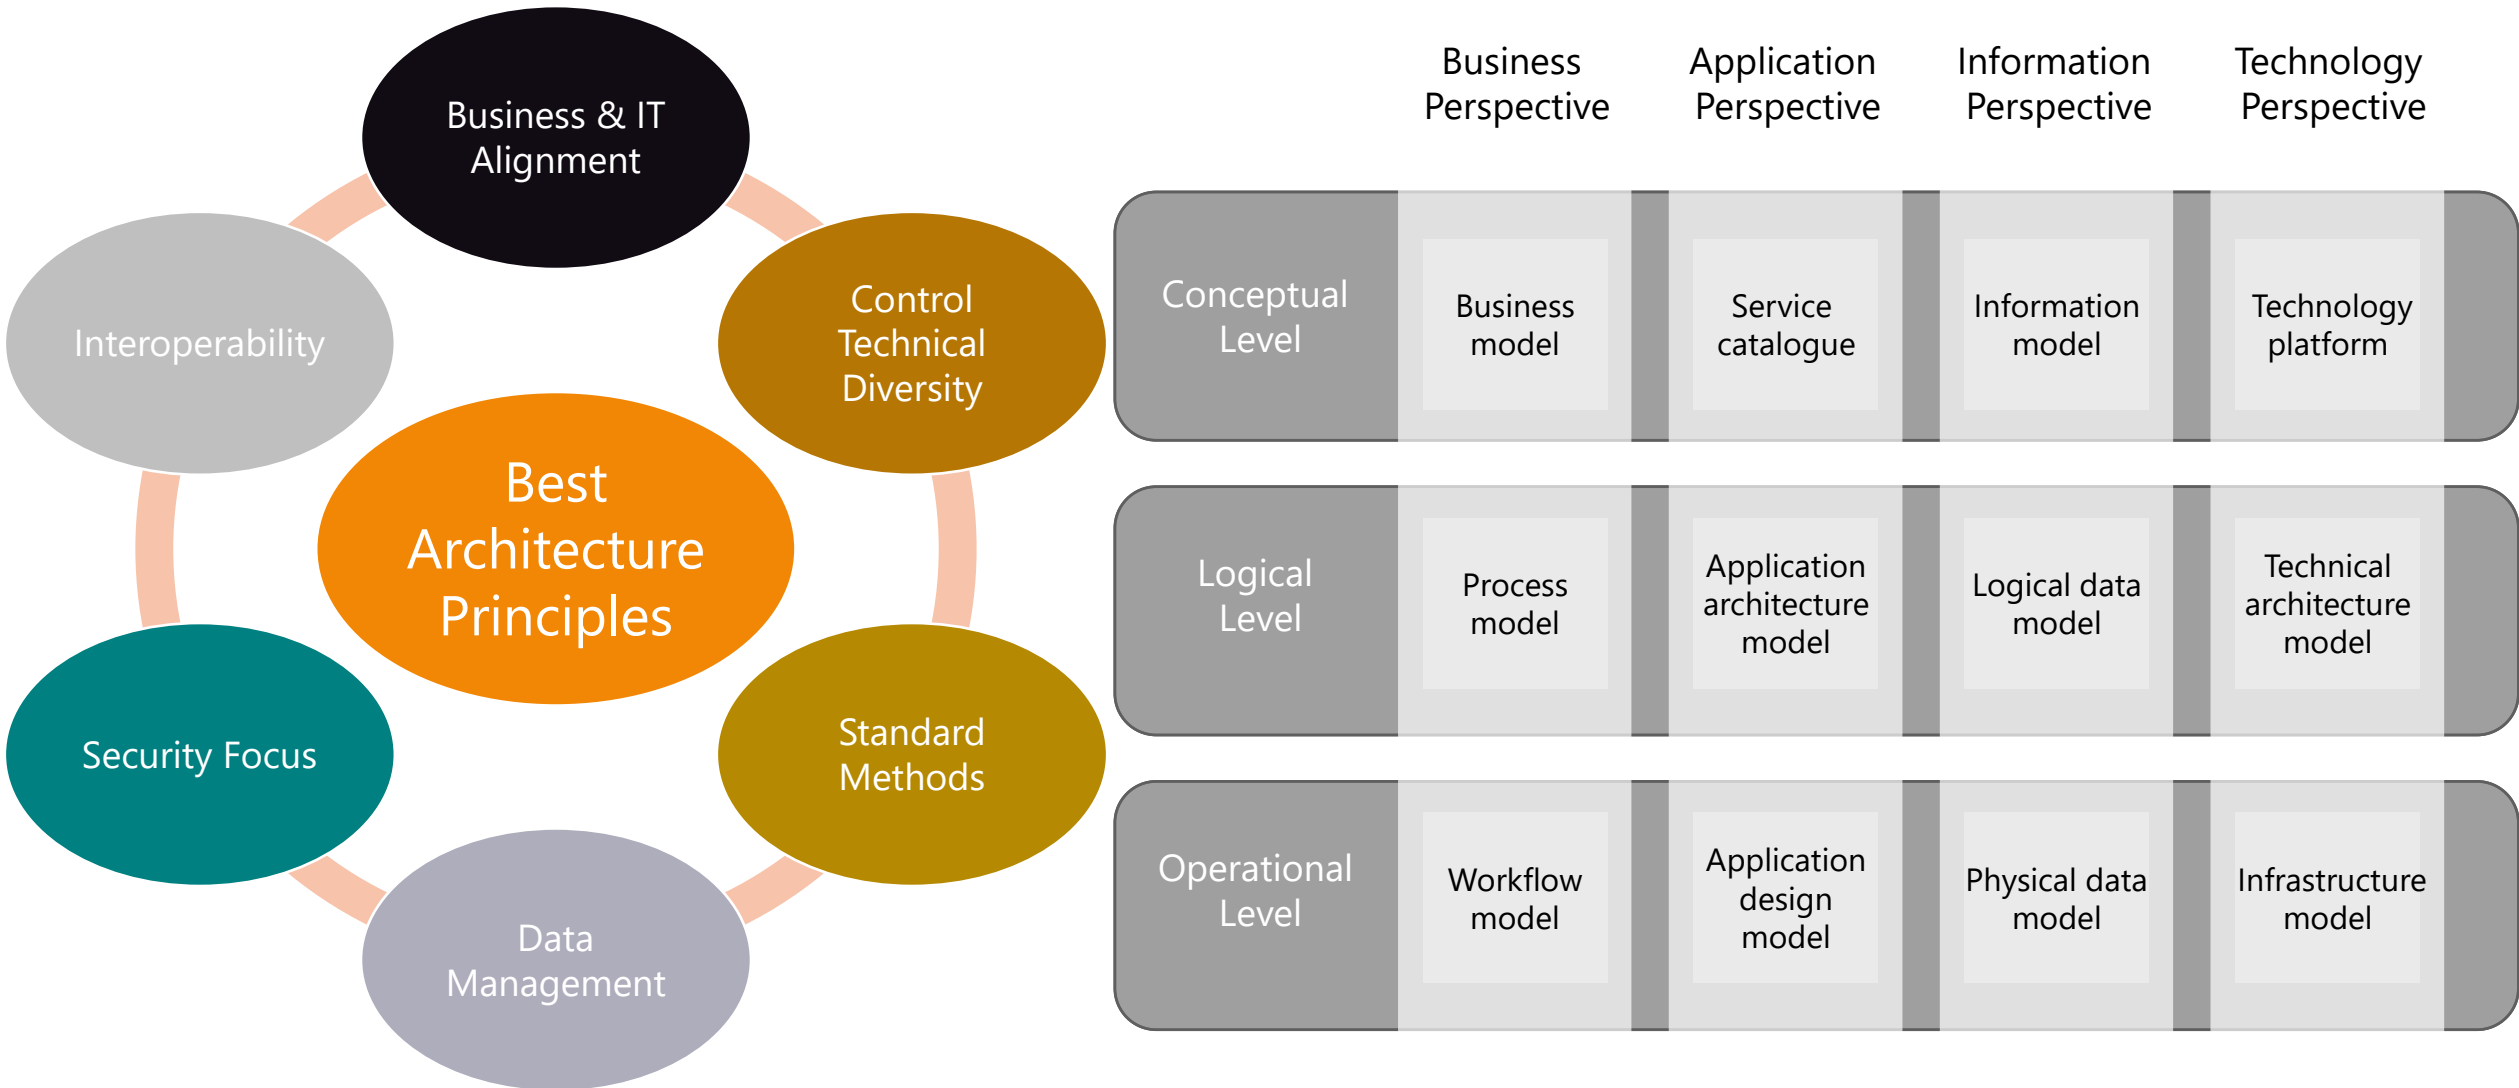 Business & IT
Alignment
Control
Technical
Diversity
Standard
Methods
Data
Management
Security Focus
Interoperability
Best
Architecture
Principles
Business
Perspective
Application
Perspective
Information
Perspective
Technology
Perspective
Conceptual
Level
Business
model
Service
catalogue
Information
model
Technology
platform
Logical
Level
Process
model
Application
architecture
model
Logical data
model
Technical
architecture
model
Operational
Level
Workflow
model
Application
design
model
Physical data
model
Infrastructure
model